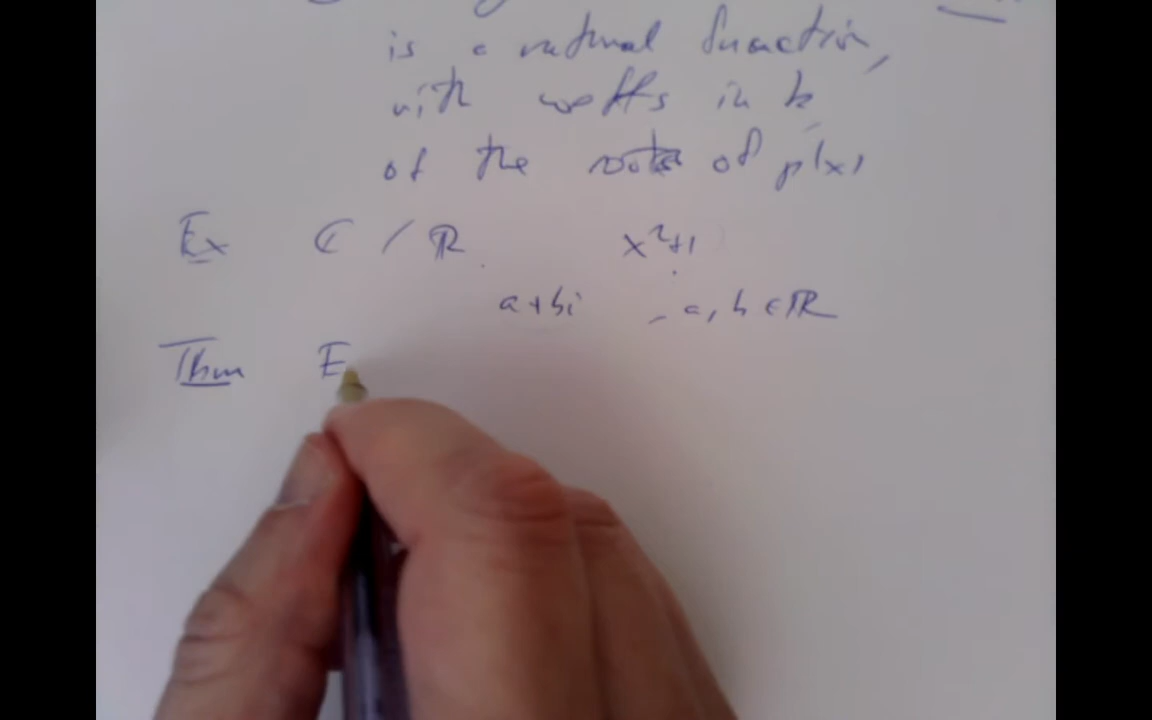 is a rational function,
with coeffs in k
of the roots of p(x)
Ex ℂ / ℝ x²+1
a+bi , a, b ∈ ℝ
Thm E